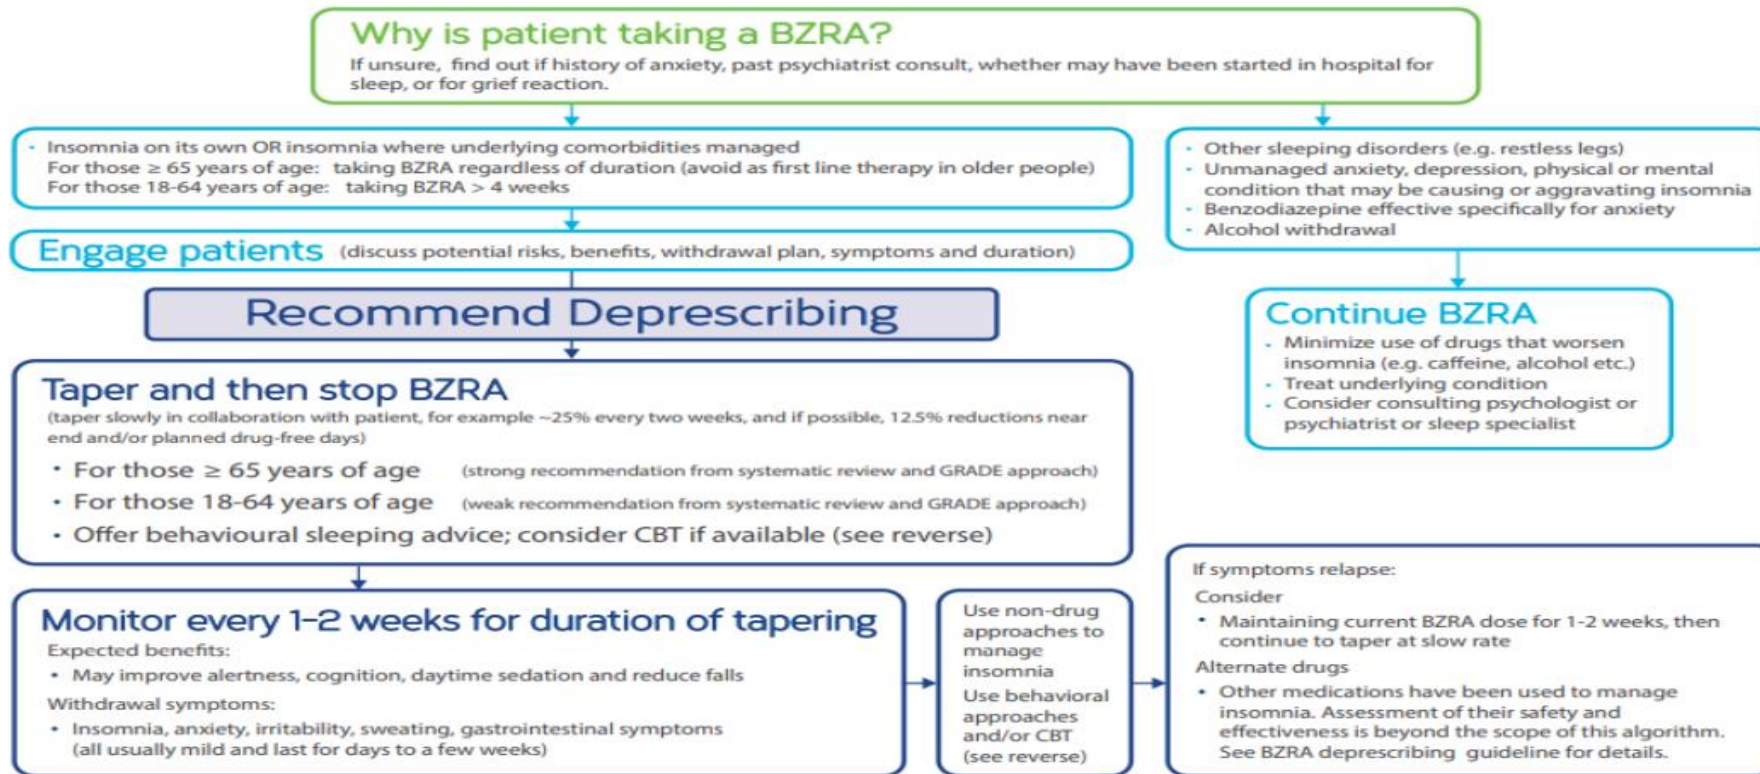 Why is patient taking a BZRA?
If unsure, find out if history of anxiety, past psychiatrist consult, whether may have been started in hospital for
sleep, or for grief reaction.
• Insomnia on its own OR insomnia where underlying comorbidities managed
For those ≥ 65 years of age: taking BZRA regardless of duration (avoid as first line therapy in older people)
For those 18-64 years of age: taking BZRA > 4 weeks
Engage patients (discuss potential risks, benefits, withdrawal plan, symptoms and duration)
Recommend Deprescribing
Taper and then stop BZRA
(taper slowly in collaboration with patient, for example ~25% every two weeks, and if possible, 12.5% reductions near
end and/or planned drug-free days)
• For those ≥ 65 years of age (strong recommendation from systematic review and GRADE approach)
• For those 18-64 years of age (weak recommendation from systematic review and GRADE approach)
• Offer behavioural sleeping advice; consider CBT if available (see reverse)
• Other sleeping disorders (e.g. restless legs)
• Unmanaged anxiety, depression, physical or mental
condition that may be causing or aggravating insomnia
• Benzodiazepine effective specifically for anxiety
• Alcohol withdrawal
Continue BZRA
• Minimize use of drugs that worsen
insomnia (e.g. caffeine, alcohol etc.)
• Treat underlying condition
• Consider consulting psychologist or
psychiatrist or sleep specialist
Monitor every 1-2 weeks for duration of tapering
Expected benefits:
• May improve alertness, cognition, daytime sedation and reduce falls
Withdrawal symptoms:
• Insomnia, anxiety, irritability, sweating, gastrointestinal symptoms
(all usually mild and last for days to a few weeks)
Use non-drug
approaches to
manage
insomnia
Use behavioral
approaches
and/or CBT
(see reverse)
If symptoms relapse:
Consider
• Maintaining current BZRA dose for 1-2 weeks, then
continue to taper at slow rate
Alternate drugs
• Other medications have been used to manage
insomnia. Assessment of their safety and
effectiveness is beyond the scope of this algorithm.
See BZRA deprescribing guideline for details.